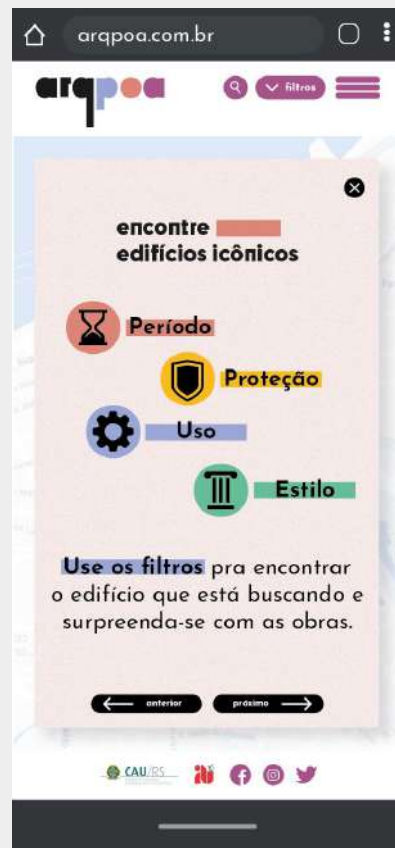 arqpoa.com.br
arqpoa
filtros
encontre
edifícios icônicos
Período
Proteção
Uso
Estilo
Use os filtros pra encontrar
o edifício que está buscando e
surpreenda-se com as obras.
anterior
próximo
CAU/RS